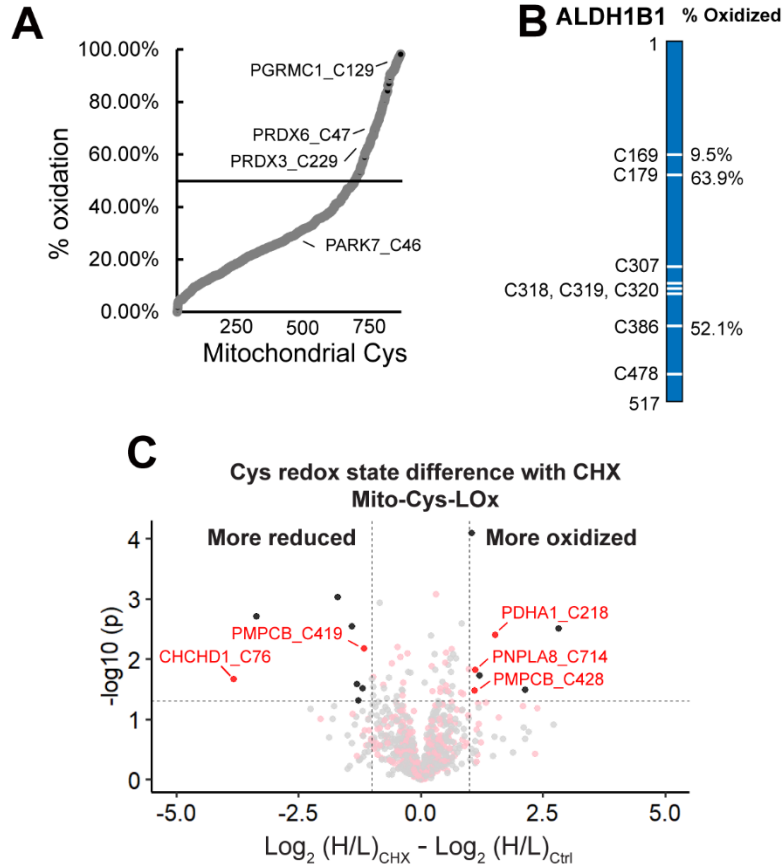 A
% oxidation
100.00%
80.00%
60.00%
40.00%
20.00%
0.00%
PGRMC1_C129
PRDX6_C47
PRDX3_C229
PARK7_C46
250 500 750
Mitochondrial Cys
B
ALDH1B1 % Oxidized
1
C169 9.5%
C179 63.9%
C307
C318, C319, C320
C386 52.1%
C478
517
C
Cys redox state difference with CHX
Mito-Cys-LOx
More reduced More oxidized
-log10 (p)
4
3
2
1
0
PDHA1_C218
PMPCB_C419
CHCHD1_C76
PNPLA8_C714
PMPCB_C428
-5.0 -2.5 0.0 2.5 5.0
Log2 (H/L)CHX - Log2 (H/L)Ctrl